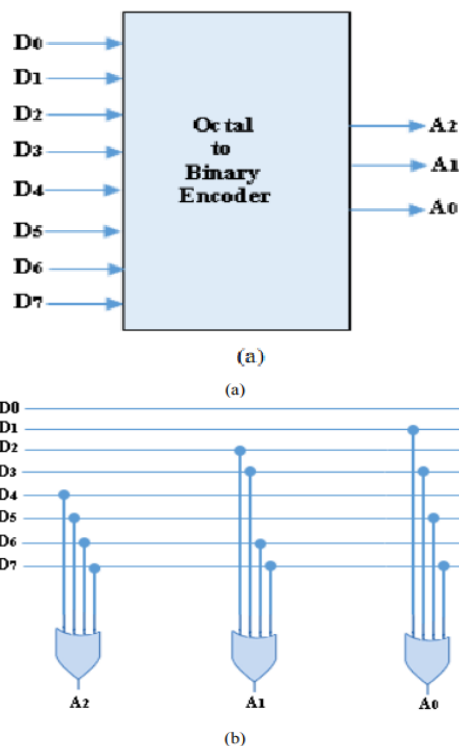 D0
D1
D2
D3
D4
D5
D6
D7
Octal
to
Binary
Encoder
A2
A1
A0
(a)
(a)
D0
D1
D2
D3
D4
D5
D6
D7
A2 A1 A0
(b)